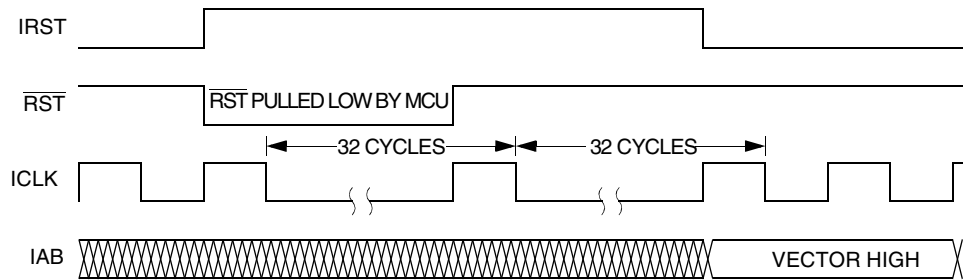 IRST
RST
RST PULLED LOW BY MCU
32 CYCLES 32 CYCLES
ICLK
IAB
VECTOR HIGH